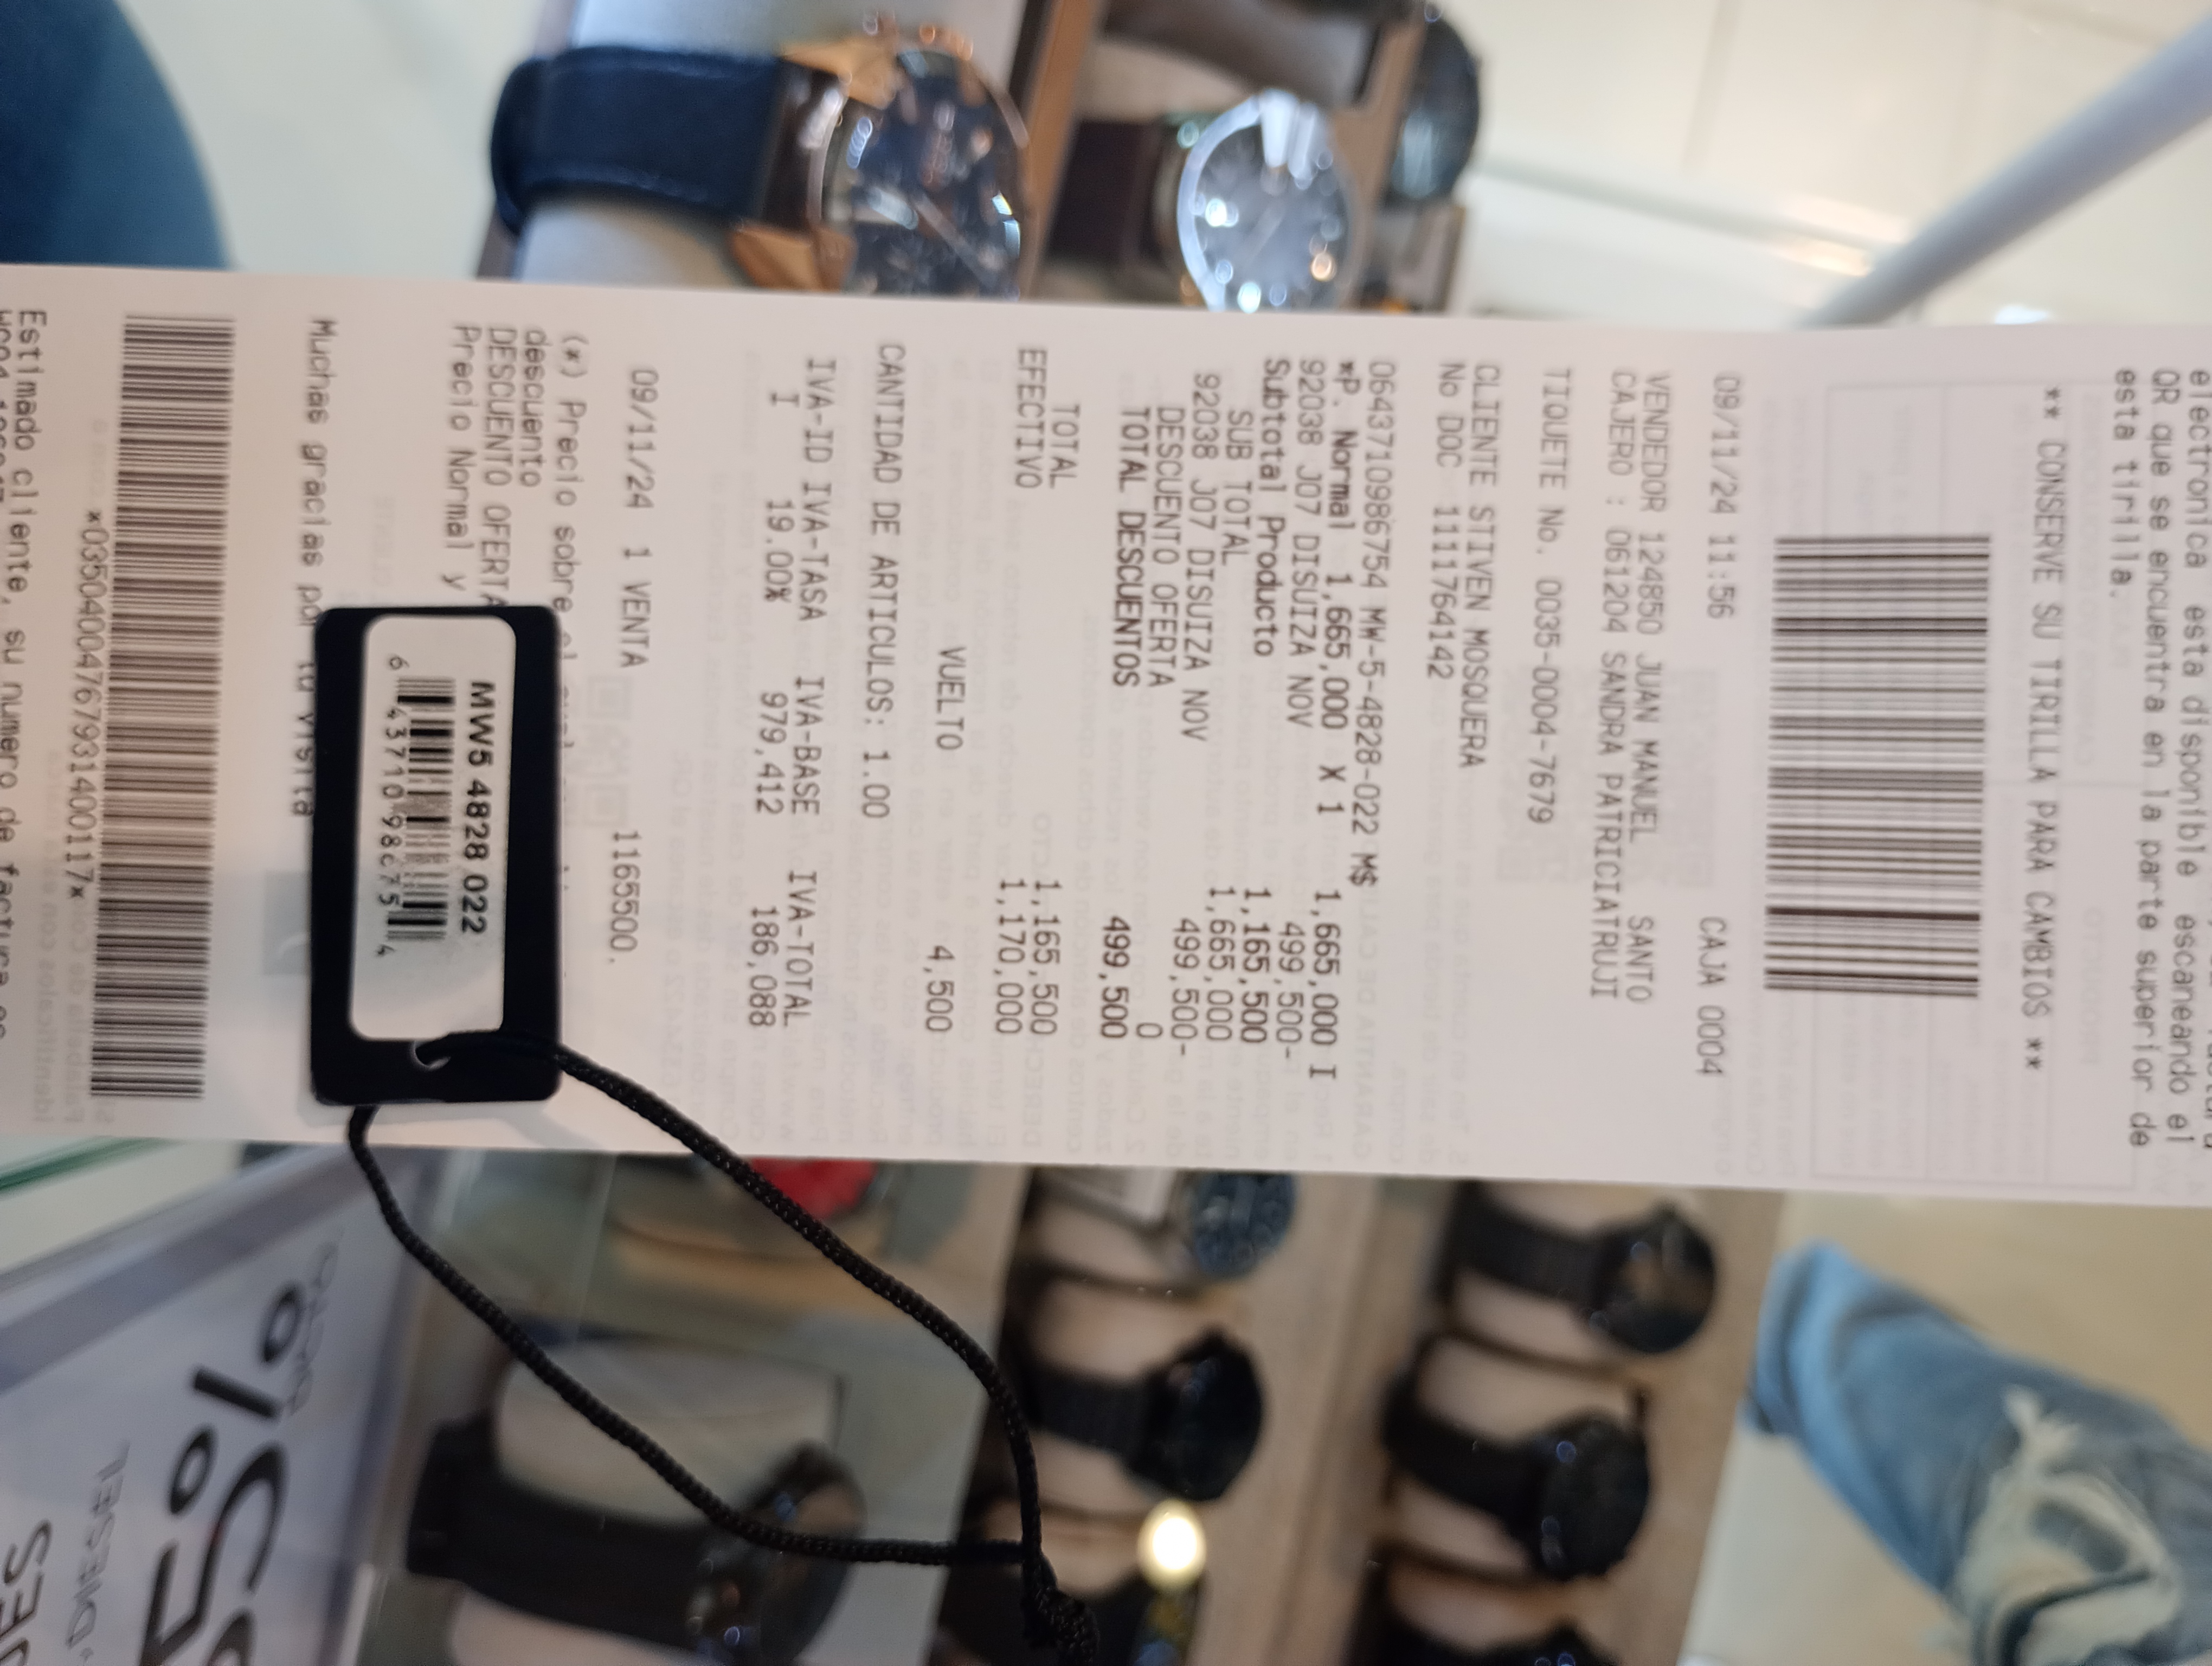 esta disponible escaneando el
QR que se encuentra en la parte superior de
esta tirilla.
** CONSERVE SU TIRILLA PARA CAMBIOS **
09/11/24 11:56 CAJA 0004
VENDEDOR 124850 JUAN MANUEL SANTO
CAJERO : 061204 SANDRA PATRICIATRUJI
TIQUETE No. 0035-0004-7679
CLIENTE STIVEN MOSQUERA
No DOC 1111764142
0643710986754 MW-5-4828-022 M$
*P. Normal 1,665,000 X 1 1,665,000 I
92038 J07 DISUIZA NOV 499,500-
Subtotal Producto 1,165,500
SUB TOTAL 1,665,000
92038 J07 DISUIZA NOV 499,500-
DESCUENTO OFERTA 0
TOTAL DESCUENTOS 499,500
TOTAL 1,165,500
EFECTIVO 1,170,000
VUELTO 4,500
CANTIDAD DE ARTICULOS: 1.00
IVA-ID IVA-TASA IVA-BASE IVA-TOTAL
I 19.00% 979,412 186,088
09/11/24 1 VENTA 1165500.
(*) Precio sobre
descuento
DESCUENTO OFERTA
Precio Normal y
MW5 4828 022
6 43710 98675 4
Muchas gracias por tu visita
*035040047679314001117*
Estimado cliente, su numero de factura es
5%
DIESEL